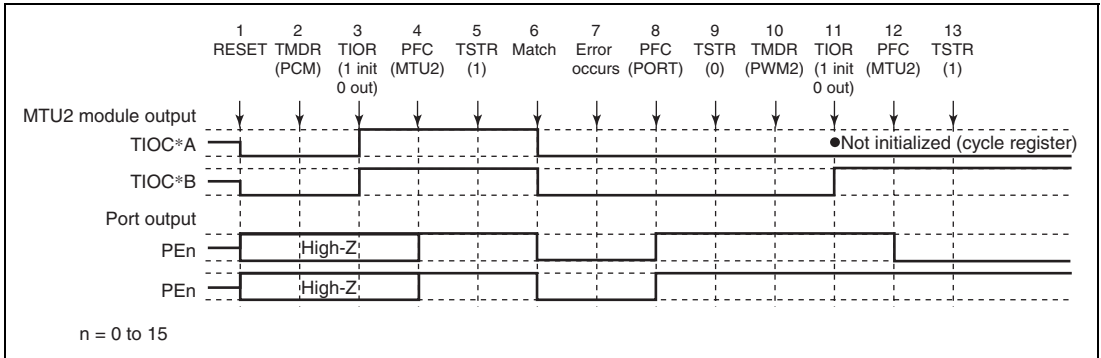 1 2 3 4 5 6 7 8 9 10 11 12 13
RESET TMDR TIOR PFC TSTR Match Error PFC TSTR TMDR TIOR PFC TSTR
(PCM) (1 init (MTU2) (1) occurs (PORT) (0) (PWM2) (1 init (MTU2) (1)
0 out) 0 out)
MTU2 module output
TIOC*A ●Not initialized (cycle register)
TIOC*B
Port output
PEn High-Z
PEn High-Z
n = 0 to 15